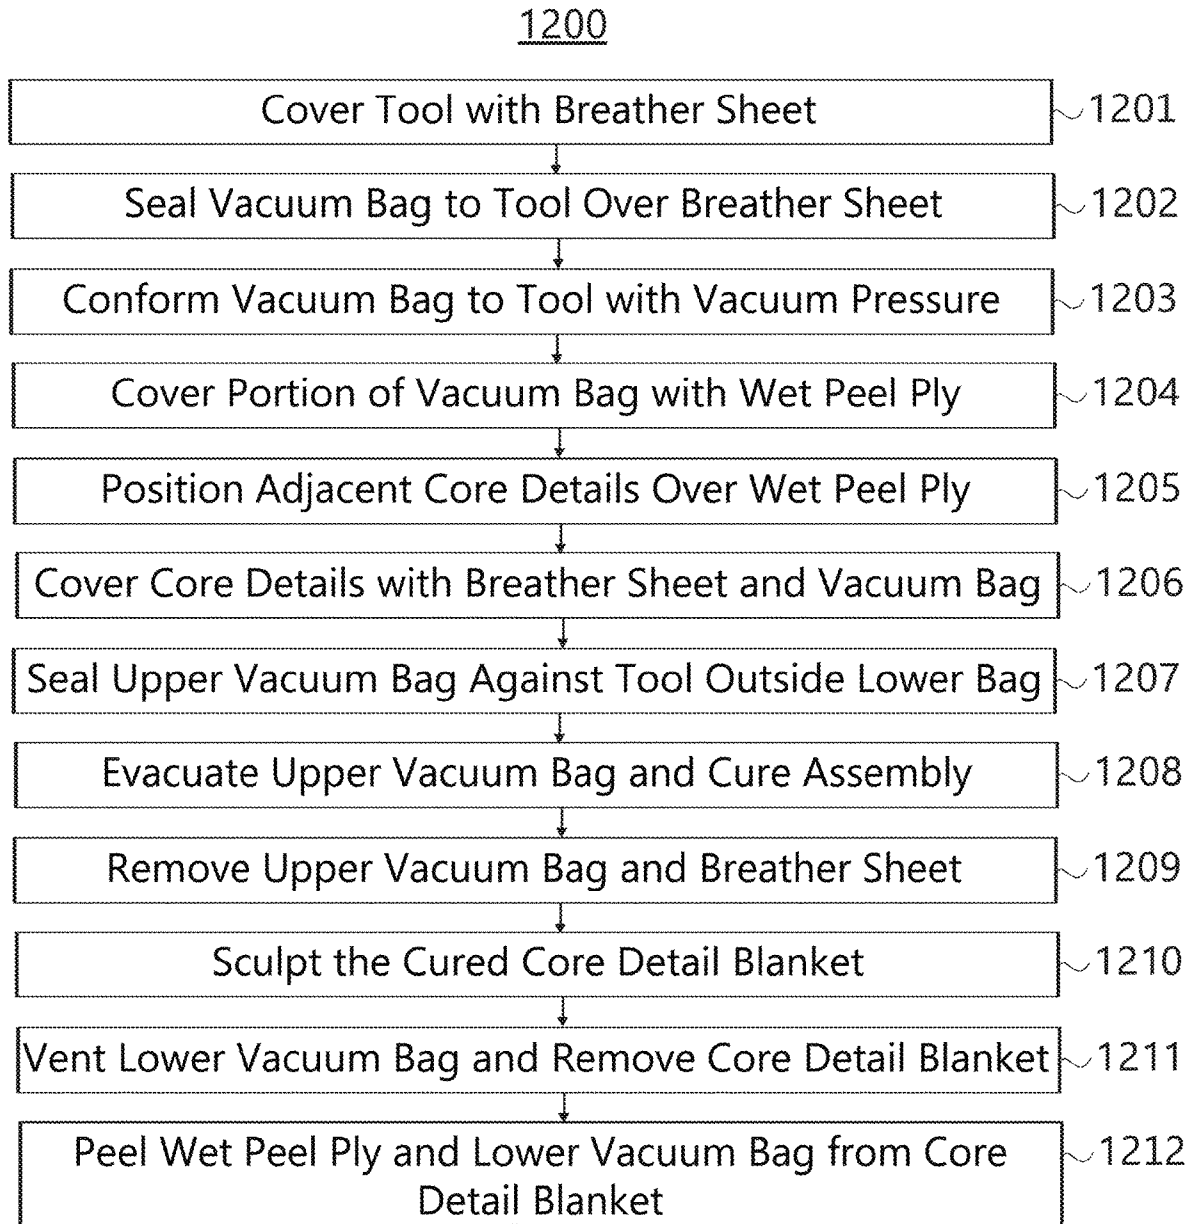 1200
Cover Tool with Breather Sheet 1201
Seal Vacuum Bag to Tool Over Breather Sheet 1202
Conform Vacuum Bag to Tool with Vacuum Pressure 1203
Cover Portion of Vacuum Bag with Wet Peel Ply 1204
Position Adjacent Core Details Over Wet Peel Ply 1205
Cover Core Details with Breather Sheet and Vacuum Bag 1206
Seal Upper Vacuum Bag Against Tool Outside Lower Bag 1207
Evacuate Upper Vacuum Bag and Cure Assembly 1208
Remove Upper Vacuum Bag and Breather Sheet 1209
Sculpt the Cured Core Detail Blanket 1210
Vent Lower Vacuum Bag and Remove Core Detail Blanket 1211
Peel Wet Peel Ply and Lower Vacuum Bag from Core 1212
Detail Blanket